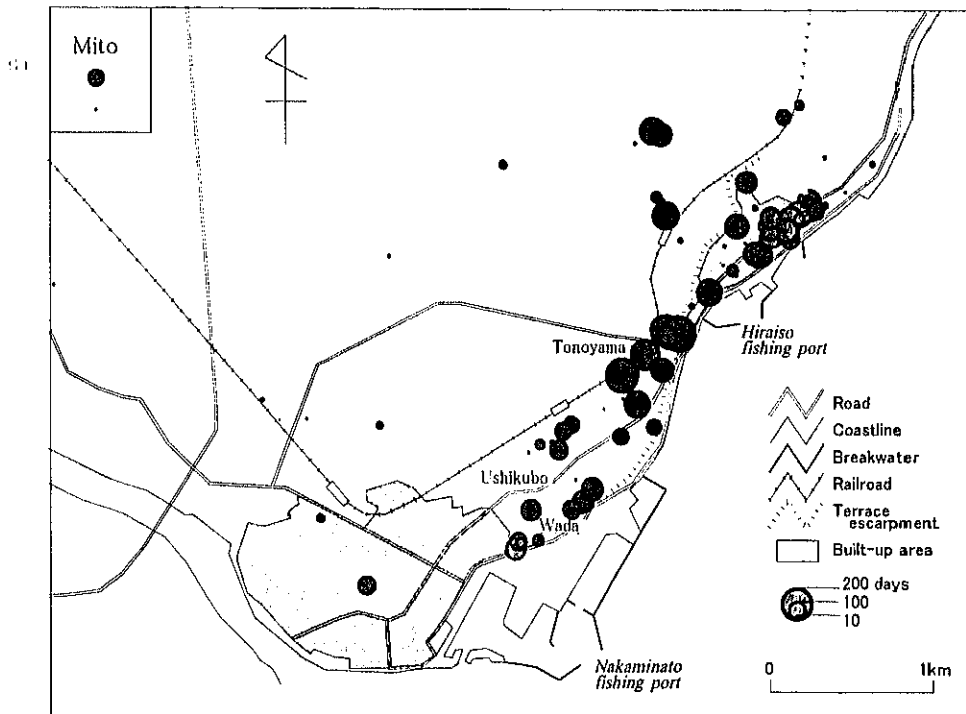 Mito
Hiraiso
fishing port
Tonoyama
Ushikubo
Wada
Nakaminato
fishing port
Road
Coastline
Breakwater
Railroad
Terrace
escarpment
Built-up area
200 days
100
10
0 1km